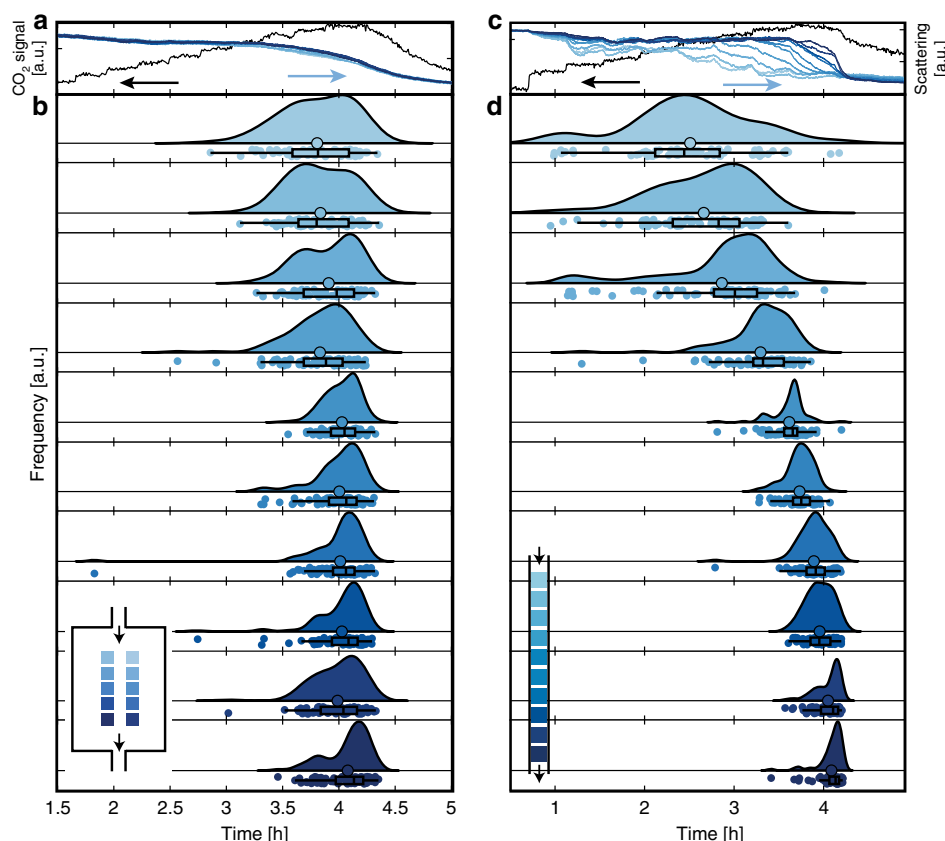 a
c
CO2 signal
[a.u.]
Scattering
[a.u.]
b
d
Frequency [a.u.]
1.5 2 2.5 3 3.5 4 4.5 5
1 2 3 4
Time [h]
Time [h]